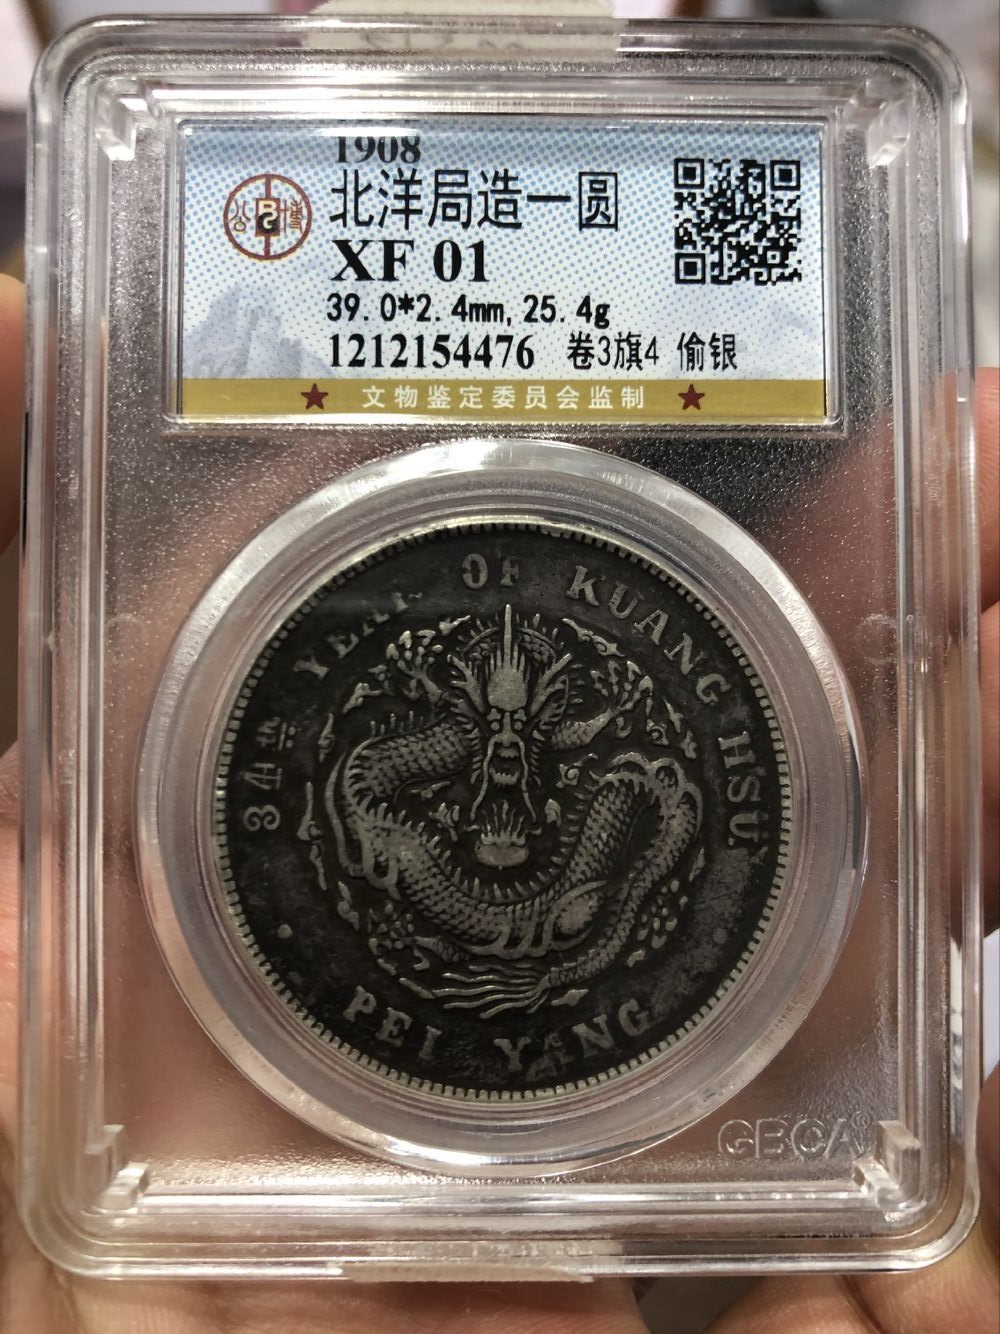 1908
北洋局造一圆
公博
XF 01
39.0*2.4mm,25.4g
1212154476 卷3旗4 偷银
★ 文物鉴定委员会监制 ★
34TH YEAR OF KUANG HSÜ
PEI YANG
GBCA®